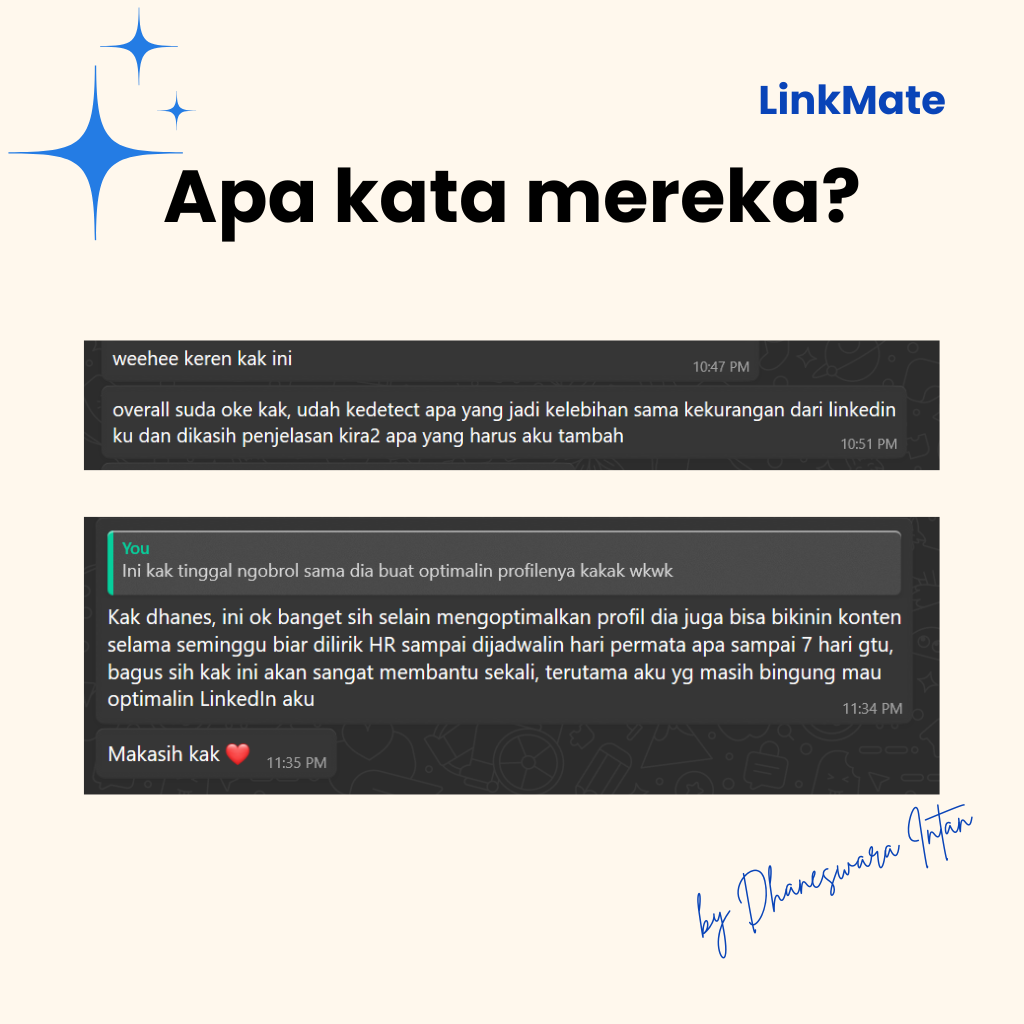 LinkMate
Apa kata mereka?
weehee keren kak ini
10:47 PM
overall suda oke kak, udah kedetect apa yang jadi kelebihan sama kekurangan dari linkedin
ku dan dikasih penjelasan kira2 apa yang harus aku tambah
10:51 PM
You
Ini kak tinggal ngobrol sama dia buat optimalin profilenya kakak wkwk
Kak dhanes, ini ok banget sih selain mengoptimalkan profil dia juga bisa bikinin konten
selama seminggu biar dilirik HR sampai dijadwalin hari permata apa sampai 7 hari gtu,
bagus sih kak ini akan sangat membantu sekali, terutama aku yg masih bingung mau
optimalin LinkedIn aku
11:34 PM
Makasih kak ❤️
11:35 PM
by Dhaneswara Intan